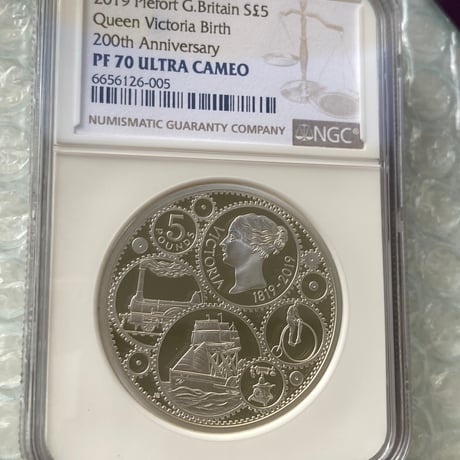 2019 Piefort G.Britain S£5
Queen Victoria Birth
200th Anniversary
PF 70 ULTRA CAMEO
6656126-005
NUMISMATIC GUARANTY COMPANY
NGC®
5
POUNDS
VICTORIA
1819-2019